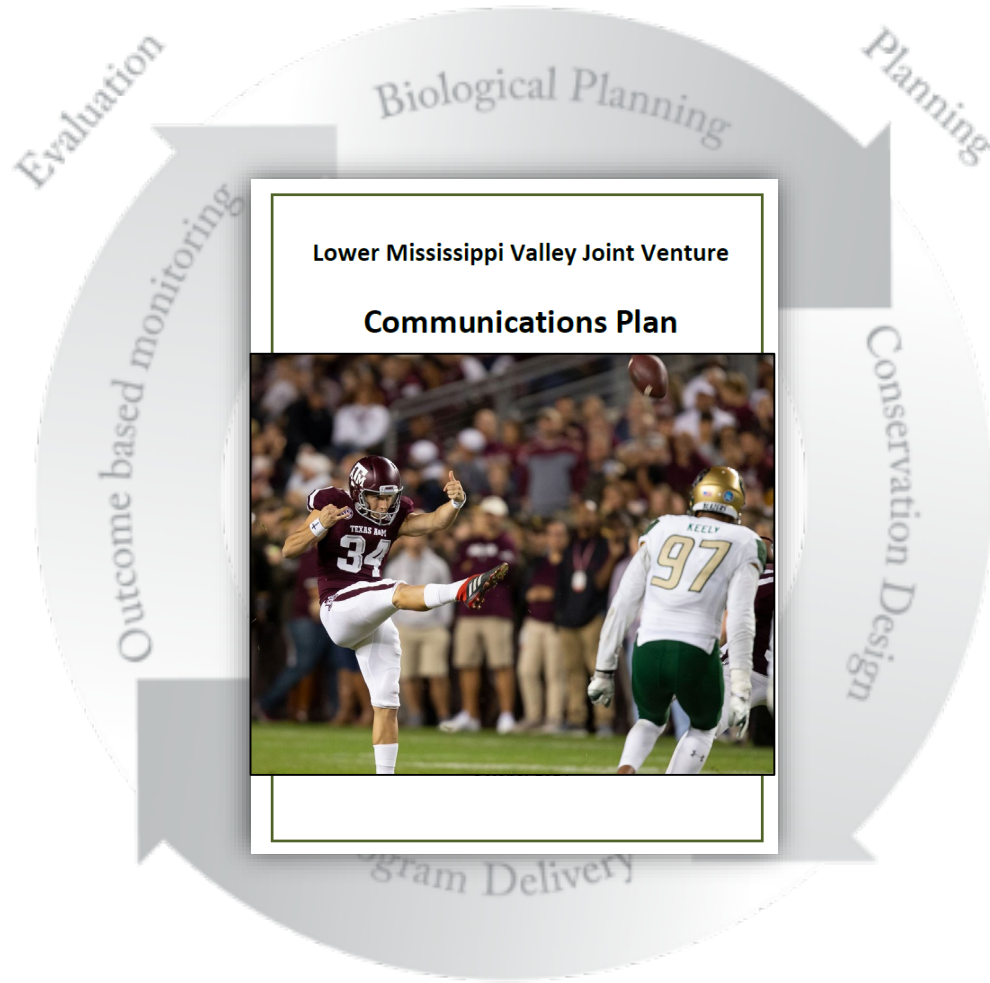 Evaluation
Planning
Biological Planning
Outcome based monitoring
Lower Mississippi Valley Joint Venture
Communications Plan
Conservation Design
TEXAS A&M
34
BLAZERS
KEELY
97
Delivery